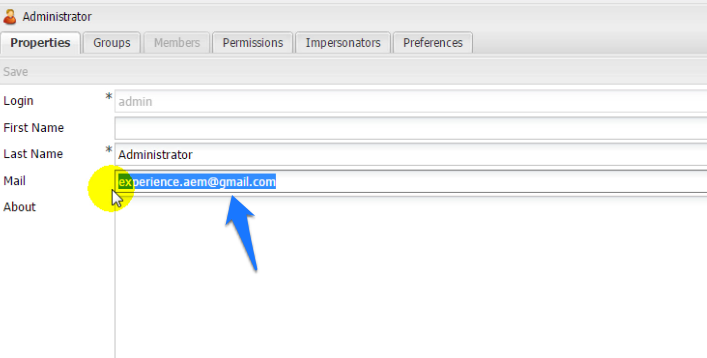 Administrator
Properties Groups Members Permissions Impersonators Preferences
Save
Login * admin
First Name
Last Name * Administrator
Mail experience.aem@gmail.com
About